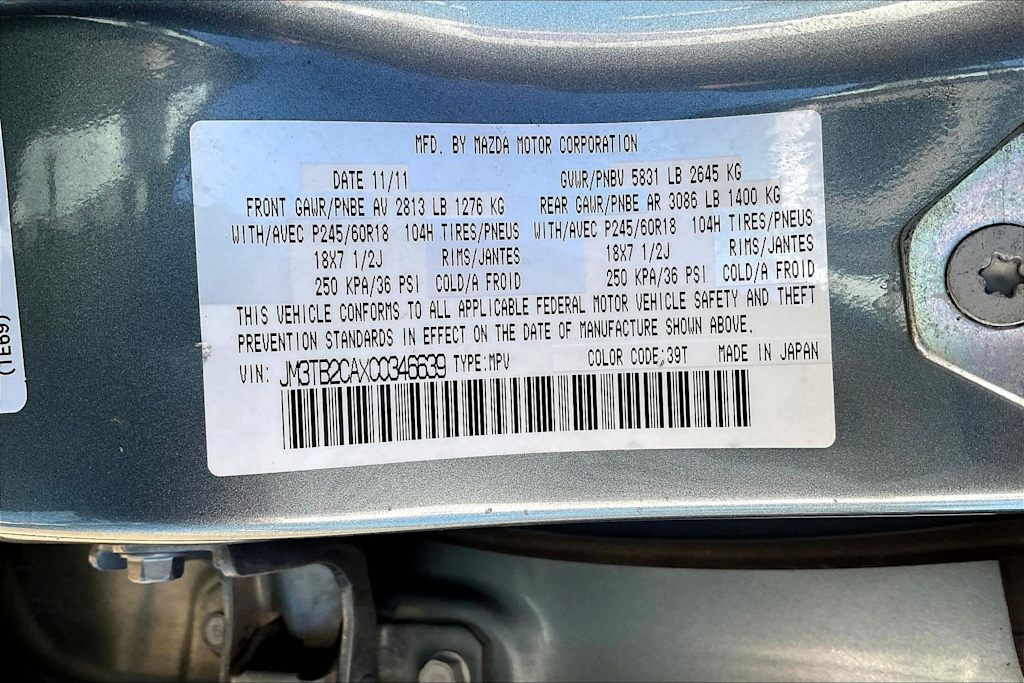 MFD. BY MAZDA MOTOR CORPORATION
DATE 11/11 GVWR/PNBV 5831 LB 2645 KG
FRONT GAWR/PNBE AV 2813 LB 1276 KG REAR GAWR/PNBE AR 3086 LB 1400 KG
WITH/AVEC P245/60R18 104H TIRES/PNEUS WITH/AVEC P245/60R18 104H TIRES/PNEUS
18X7 1/2J RIMS/JANTES 18X7 1/2J RIMS/JANTES
250 KPA/36 PSI COLD/A FROID 250 KPA/36 PSI COLD/A FROID
THIS VEHICLE CONFORMS TO ALL APPLICABLE FEDERAL MOTOR VEHICLE SAFETY AND THEFT
PREVENTION STANDARDS IN EFFECT ON THE DATE OF MANUFACTURE SHOWN ABOVE.
VIN: JM3TB2CAXC0346639 TYPE:MPV COLOR CODE;39T MADE IN JAPAN
(TE69)